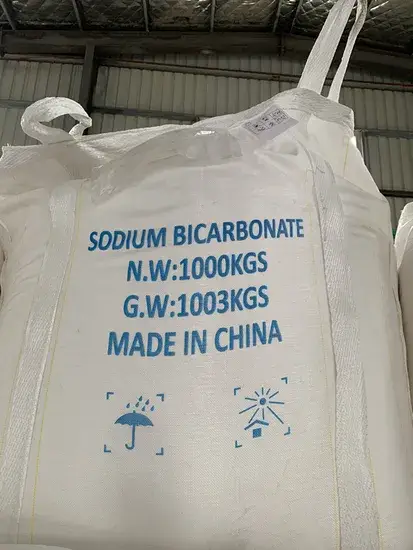 SODIUM BICARBONATE
N.W:1000KGS
G.W:1003KGS
MADE IN CHINA